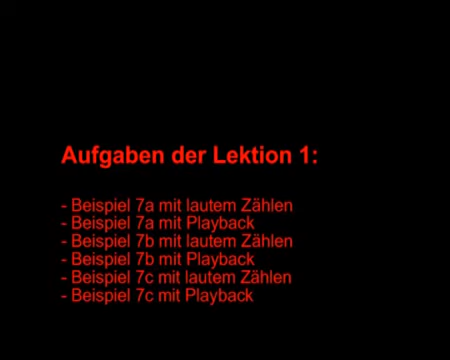 Aufgaben der Lektion 1:
- Beispiel 7a mit lautem Zählen
- Beispiel 7a mit Playback
- Beispiel 7b mit lautem Zählen
- Beispiel 7b mit Playback
- Beispiel 7c mit lautem Zählen
- Beispiel 7c mit Playback